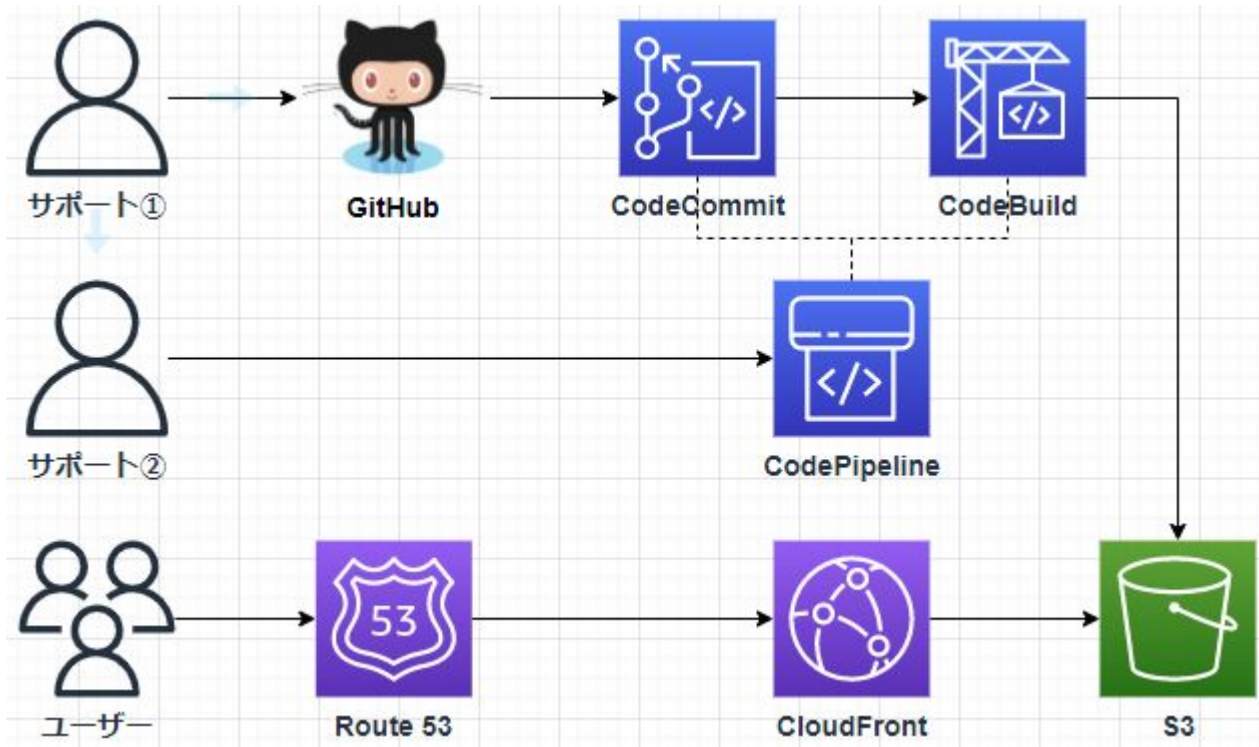 サポート①
GitHub
CodeCommit
CodeBuild
サポート②
CodePipeline
53
ユーザー
Route 53
CloudFront
S3